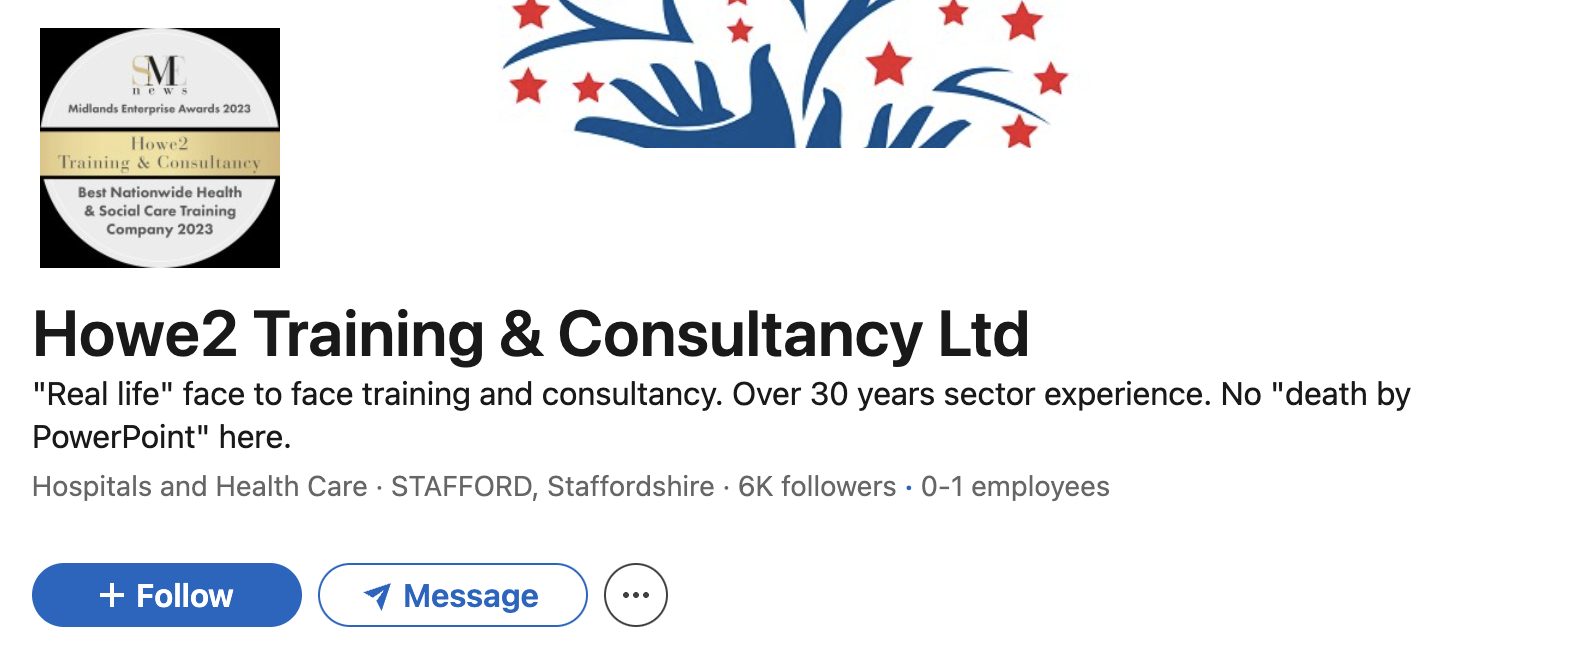 SME
news
Midlands Enterprise Awards 2023
Howe2
Training & Consultancy
Best Nationwide Health
& Social Care Training
Company 2023
Howe2 Training & Consultancy Ltd
"Real life" face to face training and consultancy. Over 30 years sector experience. No "death by
PowerPoint" here.
Hospitals and Health Care · STAFFORD, Staffordshire · 6K followers · 0-1 employees
+ Follow
Message